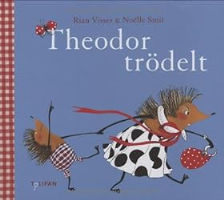 Rian Visser & Noëlle Smit
Theodor
trödelt
TULIPAN